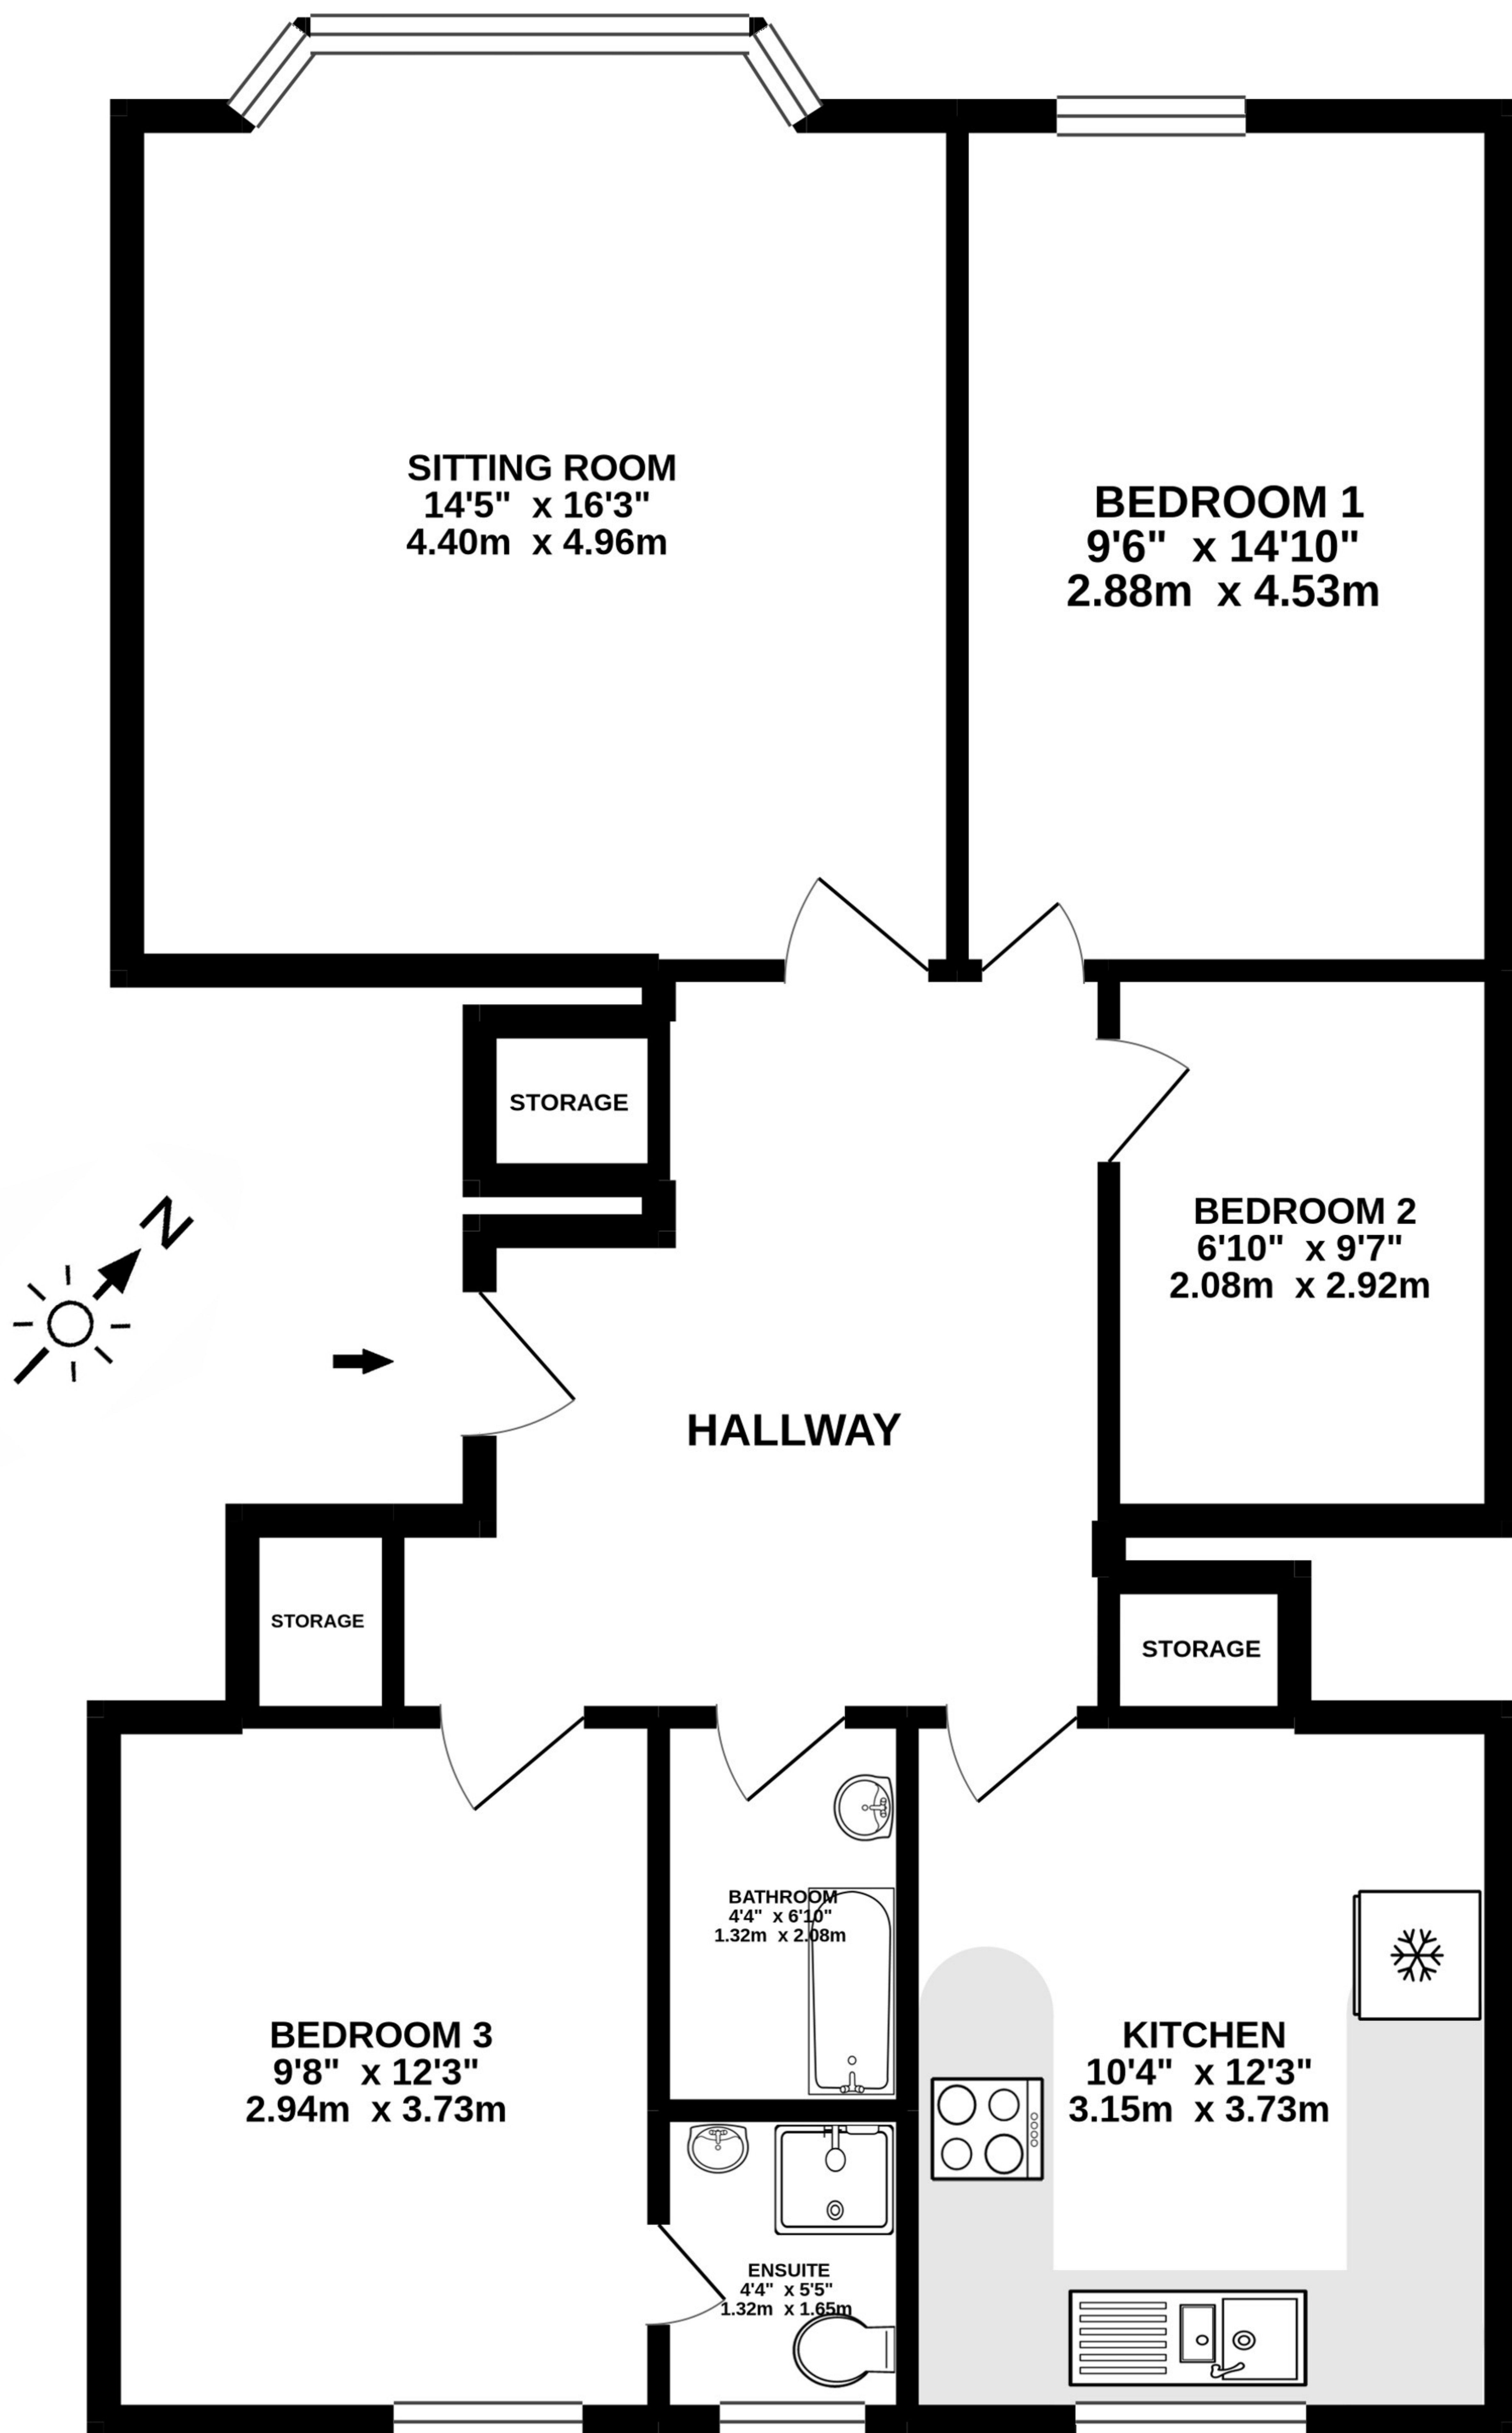 SITTING ROOM
14'5" x 16'3"
4.40m x 4.96m
BEDROOM 1
9'6" x 14'10"
2.88m x 4.53m
STORAGE
N
BEDROOM 2
6'10" x 9'7"
2.08m x 2.92m
HALLWAY
STORAGE
STORAGE
BATHROOM
4'4" x 6'10"
1.32m x 2.08m
BEDROOM 3
9'8" x 12'3"
2.94m x 3.73m
KITCHEN
10'4" x 12'3"
3.15m x 3.73m
ENSUITE
4'4" x 5'5"
1.32m x 1.65m